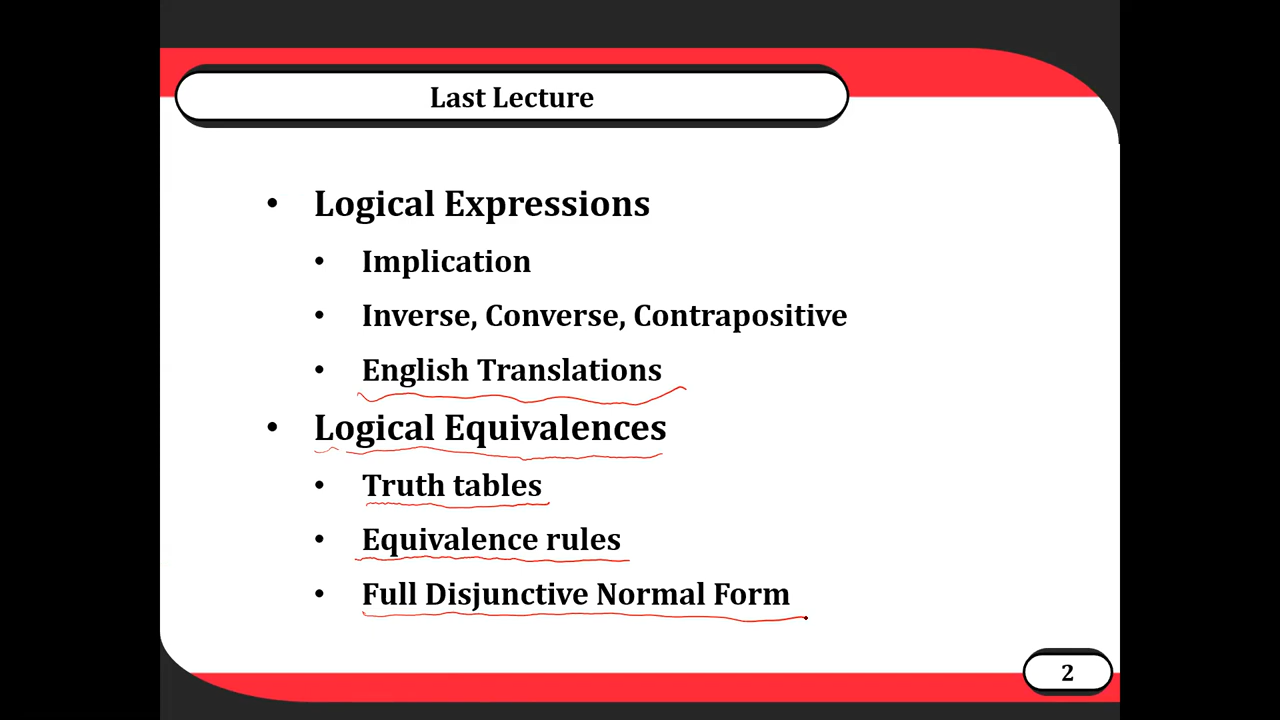 Last Lecture
• Logical Expressions
• Implication
• Inverse, Converse, Contrapositive
• English Translations
• Logical Equivalences
• Truth tables
• Equivalence rules
• Full Disjunctive Normal Form
2